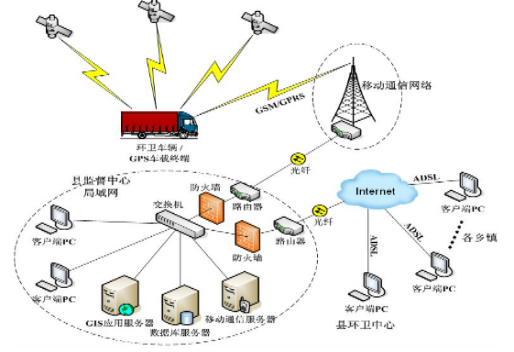 移动通信网络
GSM/GPRS
环卫车辆/
GPS车载终端
光纤
县监督中心
局域网
防火墙
路由器
交换机
Internet
ADSL
客户端PC
光纤
路由器
防火墙
客户端PC
各乡镇
ADSL
ADSL
客户端PC
客户端PC
客户端PC
GIS应用服务器
数据库服务器
移动通信服务器
县环卫中心